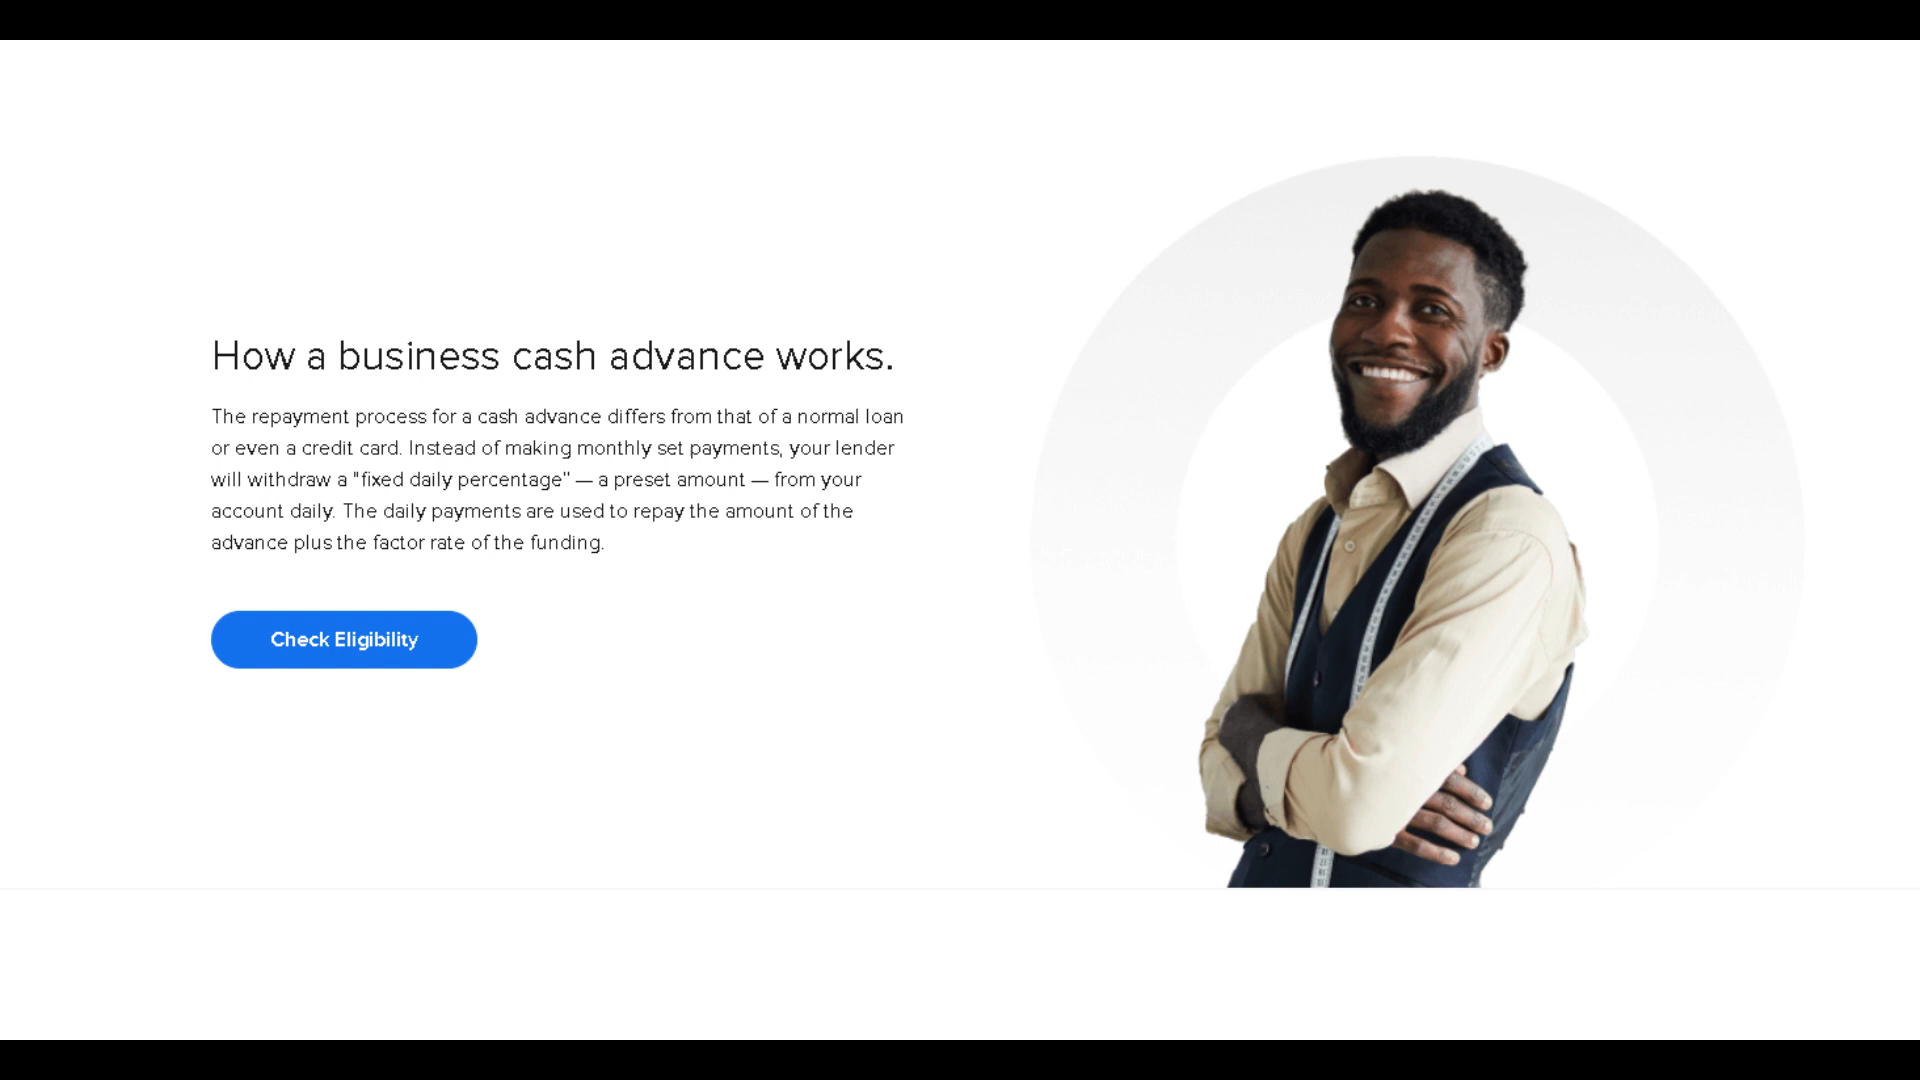 How a business cash advance works.
The repayment process for a cash advance differs from that of a normal loan
or even a credit card. Instead of making monthly set payments, your lender
will withdraw a "fixed daily percentage" — a preset amount — from your
account daily. The daily payments are used to repay the amount of the
advance plus the factor rate of the funding.
Check Eligibility